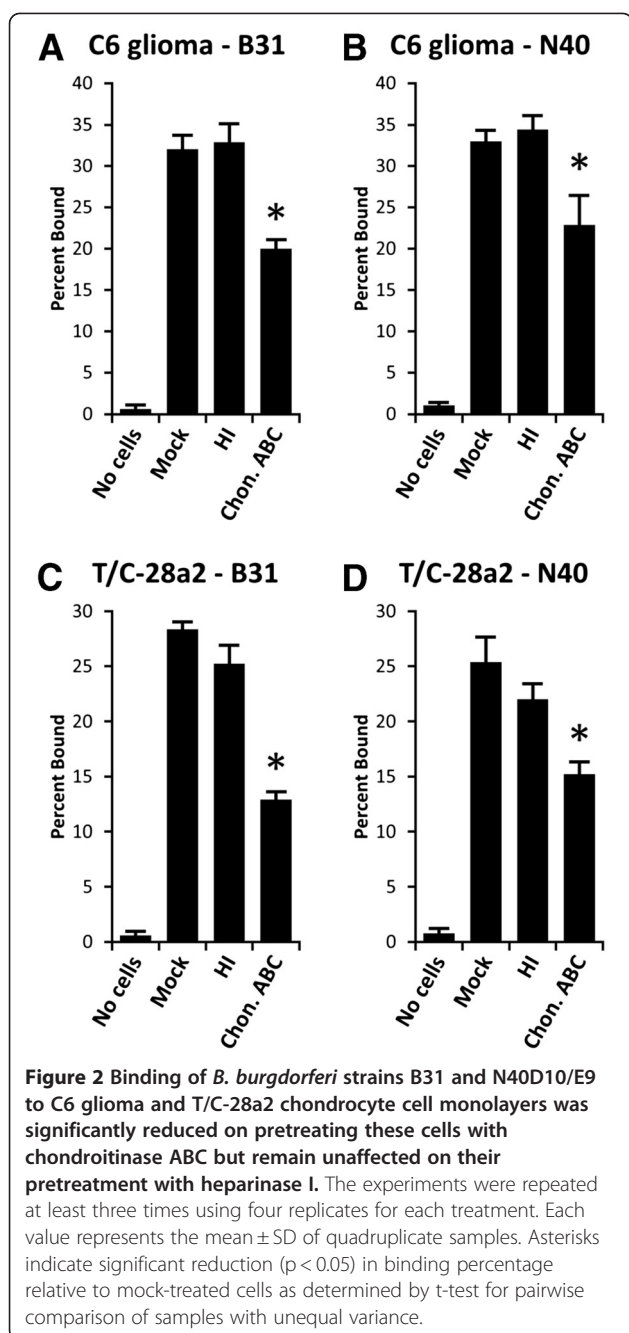 A C6 glioma - B31
B C6 glioma - N40
Percent Bound
40
35
30
25
20
15
10
5
0
*
No cells
Mock
HI
Chon. ABC
Percent Bound
40
35
30
25
20
15
10
5
0
*
No cells
Mock
HI
Chon. ABC
C T/C-28a2 - B31
D T/C-28a2 - N40
Percent Bound
30
25
20
15
10
5
0
*
No cells
Mock
HI
Chon. ABC
Percent Bound
30
25
20
15
10
5
0
*
No cells
Mock
HI
Chon. ABC
Figure 2 Binding of B. burgdorferi strains B31 and N40D10/E9
to C6 glioma and T/C-28a2 chondrocyte cell monolayers was
significantly reduced on pretreating these cells with
chondroitinase ABC but remain unaffected on their
pretreatment with heparinase I. The experiments were repeated
at least three times using four replicates for each treatment. Each
value represents the mean ± SD of quadruplicate samples. Asterisks
indicate significant reduction (p < 0.05) in binding percentage
relative to mock-treated cells as determined by t-test for pairwise
comparison of samples with unequal variance.